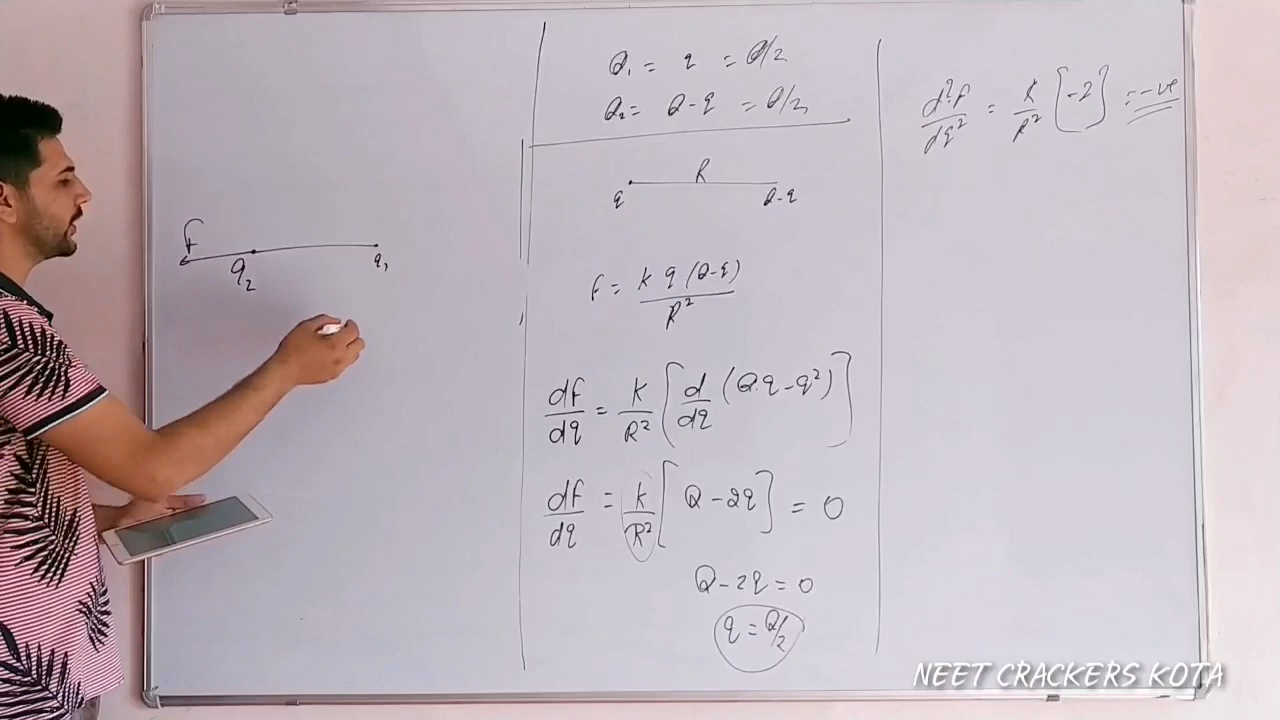 F
q₂ q₁
Q₁ = q = Q/2
Q₂ = Q-q = Q/2
R
q Q-q
F = k q (Q-q) / R²
dF/dq = k/R² [ d/dq (Q.q - q²) ]
dF/dq = k/R² [ Q - 2q ] = 0
Q - 2q = 0
q = Q/2
d²F/dq² = k/R² [-2] = -ve
NEET CRACKERS KOTA